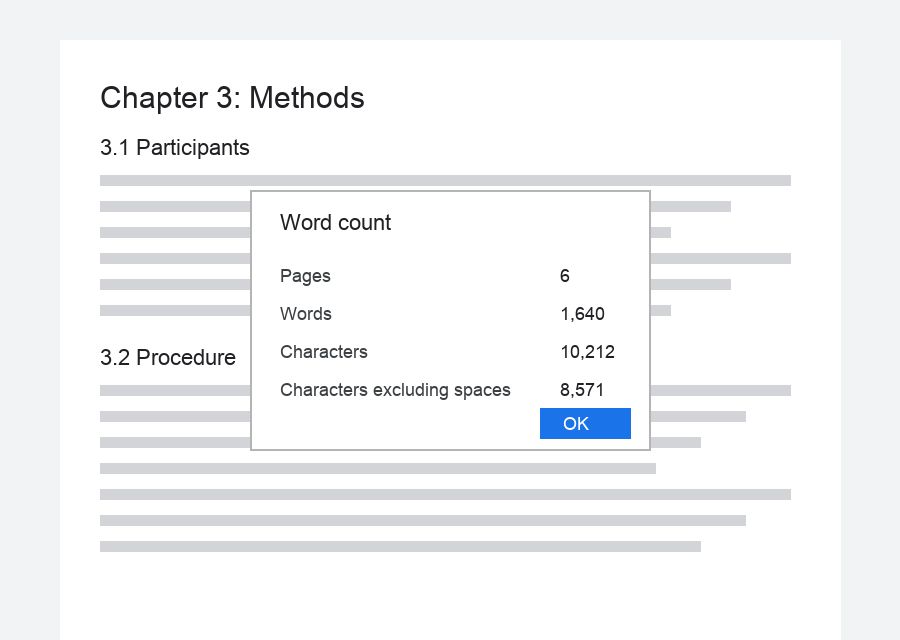 Chapter 3: Methods
3.1 Participants
Word count
Pages 6
Words 1,640
Characters 10,212
Characters excluding spaces 8,571
OK
3.2 Procedure